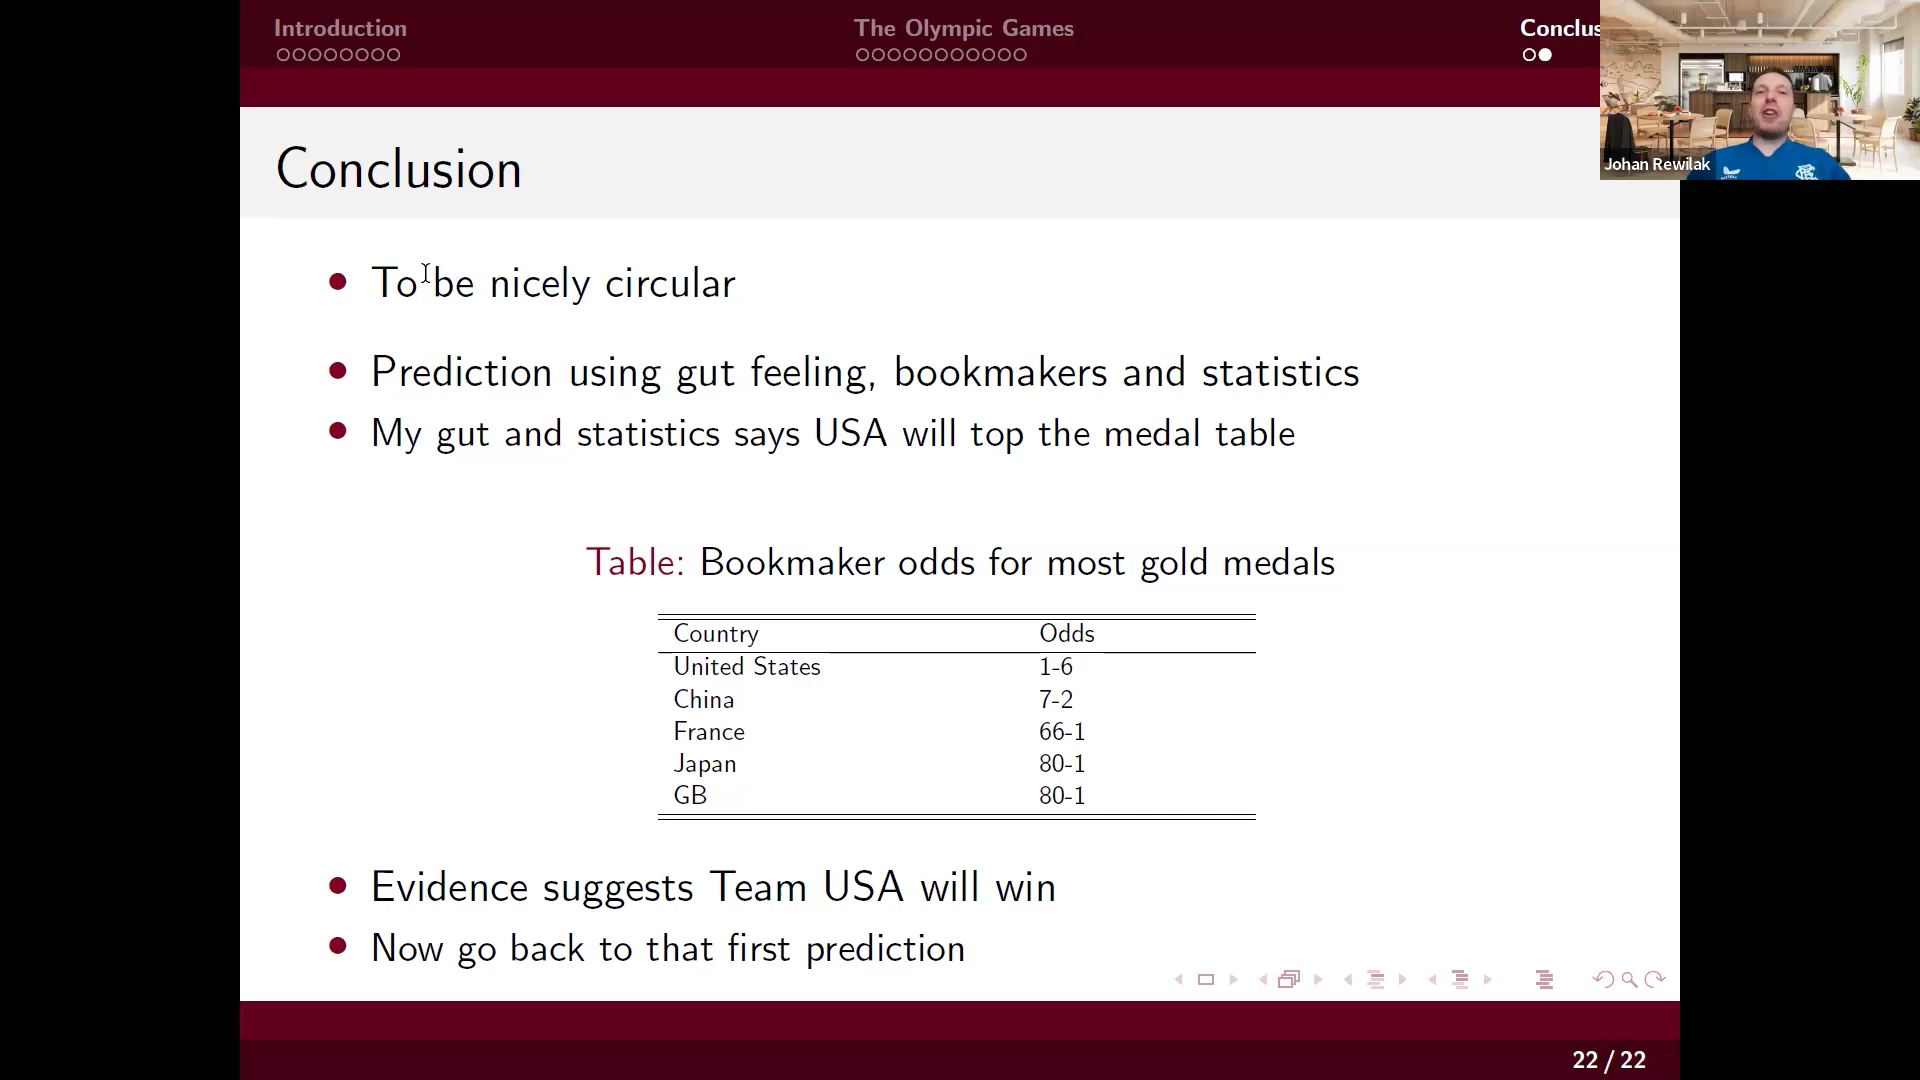 Introduction
The Olympic Games
Conclus
Johan Rewilak
Conclusion
To be nicely circular
Prediction using gut feeling, bookmakers and statistics
My gut and statistics says USA will top the medal table
Table: Bookmaker odds for most gold medals
Country Odds
United States 1-6
China 7-2
France 66-1
Japan 80-1
GB 80-1
Evidence suggests Team USA will win
Now go back to that first prediction
22 / 22